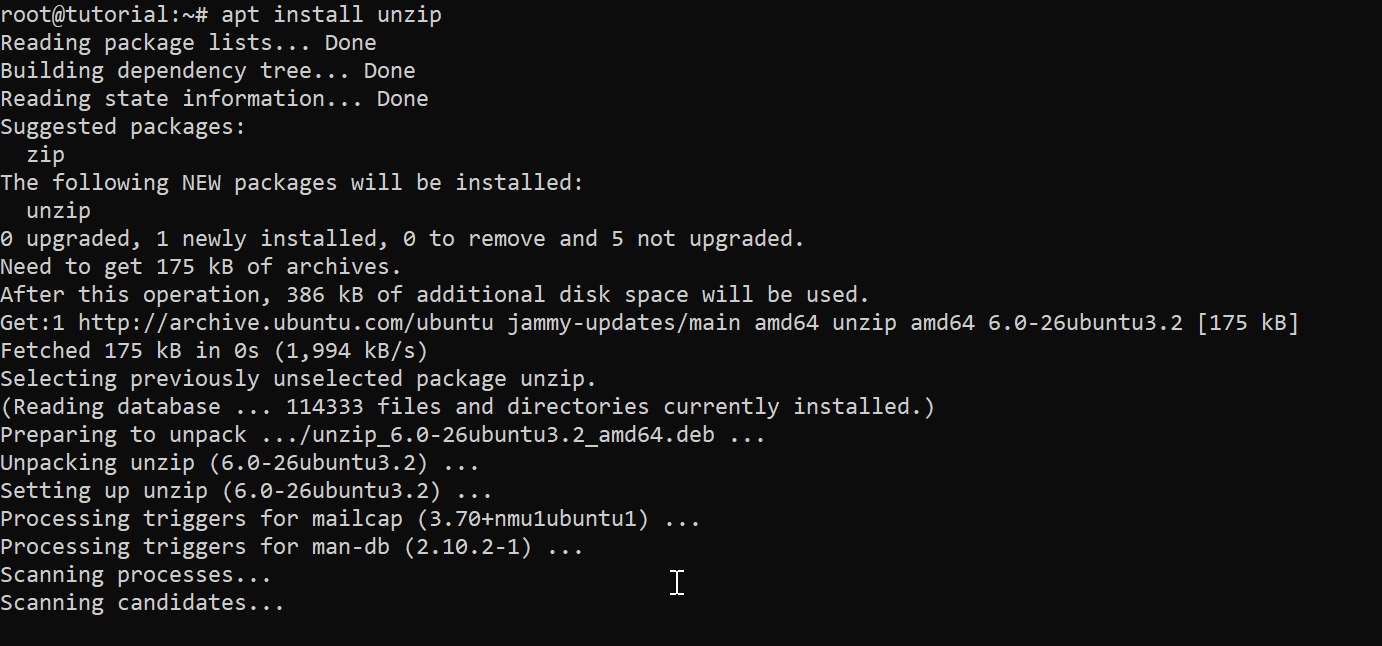 root@tutorial:~# apt install unzip
Reading package lists... Done
Building dependency tree... Done
Reading state information... Done
Suggested packages:
  zip
The following NEW packages will be installed:
  unzip
0 upgraded, 1 newly installed, 0 to remove and 5 not upgraded.
Need to get 175 kB of archives.
After this operation, 386 kB of additional disk space will be used.
Get:1 http://archive.ubuntu.com/ubuntu jammy-updates/main amd64 unzip amd64 6.0-26ubuntu3.2 [175 kB]
Fetched 175 kB in 0s (1,994 kB/s)
Selecting previously unselected package unzip.
(Reading database ... 114333 files and directories currently installed.)
Preparing to unpack .../unzip_6.0-26ubuntu3.2_amd64.deb ...
Unpacking unzip (6.0-26ubuntu3.2) ...
Setting up unzip (6.0-26ubuntu3.2) ...
Processing triggers for mailcap (3.70+nmu1ubuntu1) ...
Processing triggers for man-db (2.10.2-1) ...
Scanning processes...
Scanning candidates...